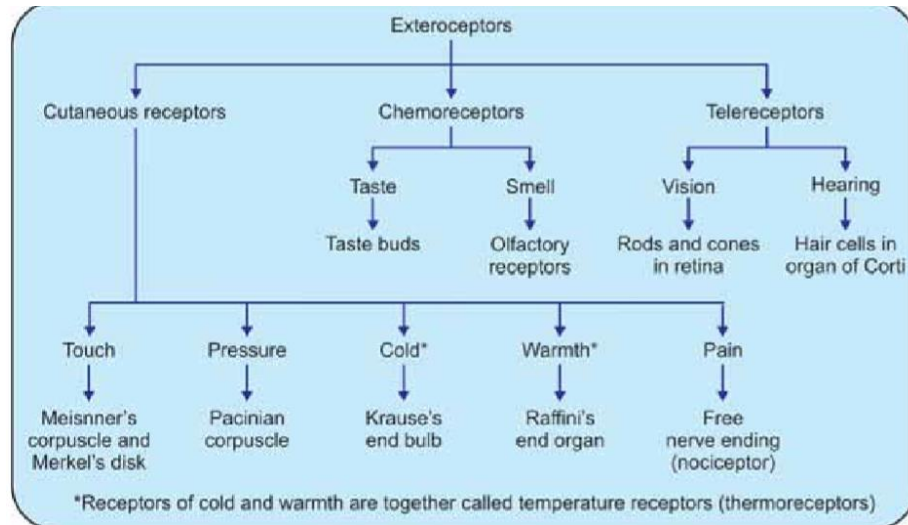 Exteroceptors
Cutaneous receptors
Chemoreceptors
Telereceptors
Taste
Smell
Vision
Hearing
Taste buds
Olfactory
receptors
Rods and cones
in retina
Hair cells in
organ of Corti
Touch
Pressure
Cold*
Warmth*
Pain
Meisnner's
corpuscle and
Merkel's disk
Pacinian
corpuscle
Krause's
end bulb
Raffini's
end organ
Free
nerve ending
(nociceptor)
*Receptors of cold and warmth are together called temperature receptors (thermoreceptors)